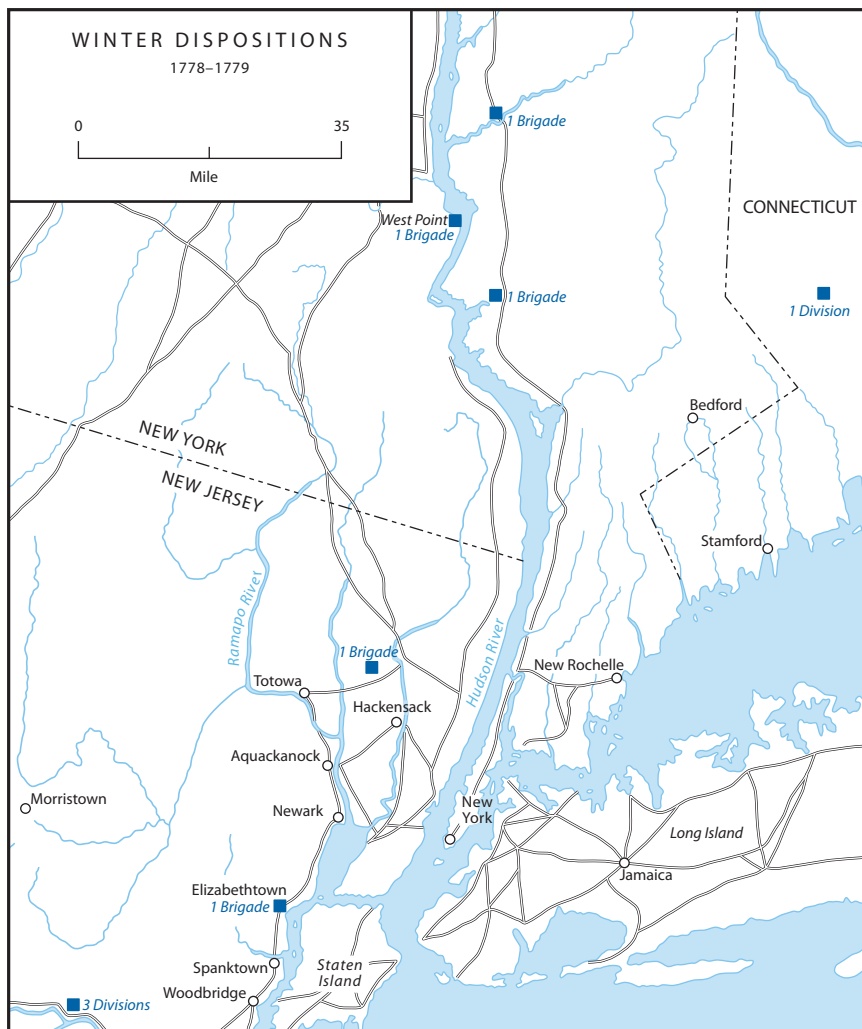 WINTER DISPOSITIONS
1778–1779
0
35
Mile
1 Brigade
West Point
1 Brigade
CONNECTICUT
1 Brigade
1 Division
Bedford
NEW YORK
NEW JERSEY
Stamford
Ramapo River
Hudson River
1 Brigade
New Rochelle
Totowa
Hackensack
Aquackanock
Morristown
Newark
New
York
Long Island
Jamaica
Elizabethtown
1 Brigade
Spanktown
Staten
Island
Woodbridge
3 Divisions